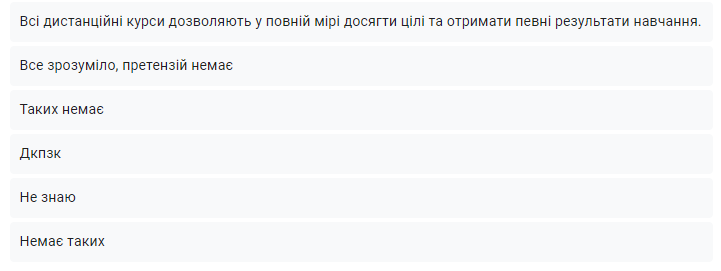 Всі дистанційні курси дозволяють у повній мірі досягти цілі та отримати певні результати навчання.
Все зрозуміло, претензій немає
Таких немає
Дкпзк
Не знаю
Немає таких